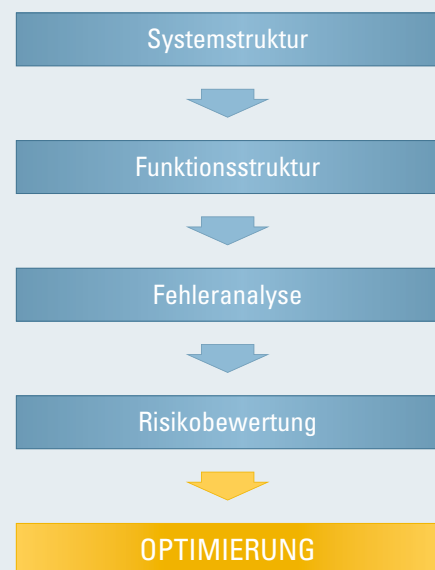 Systemstruktur
Funktionsstruktur
Fehleranalyse
Risikobewertung
OPTIMIERUNG